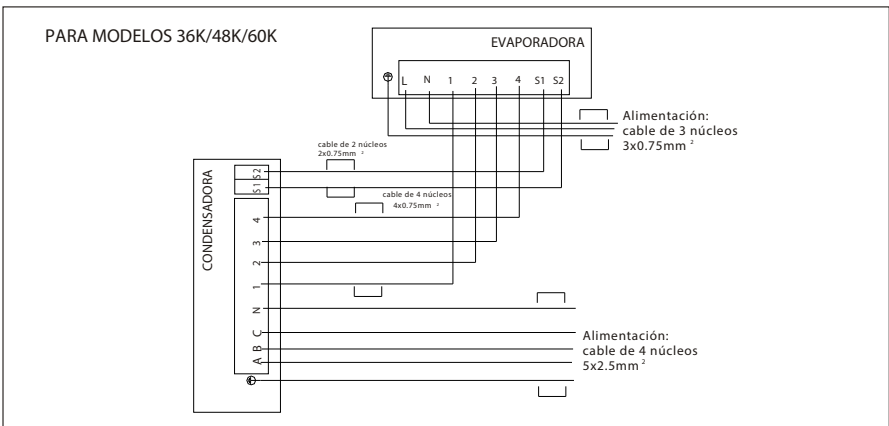 PARA MODELOS 36K/48K/60K
EVAPORADORA
L N 1 2 3 4 S1 S2
Alimentación:
cable de 3 núcleos
3x0.75mm ²
cable de 2 núcleos
2x0.75mm ²
cable de 4 núcleos
4x0.75mm ²
CONDENSADORA
S2
S1
4
3
2
1
N
C
B
A
Alimentación:
cable de 4 núcleos
5x2.5mm ²